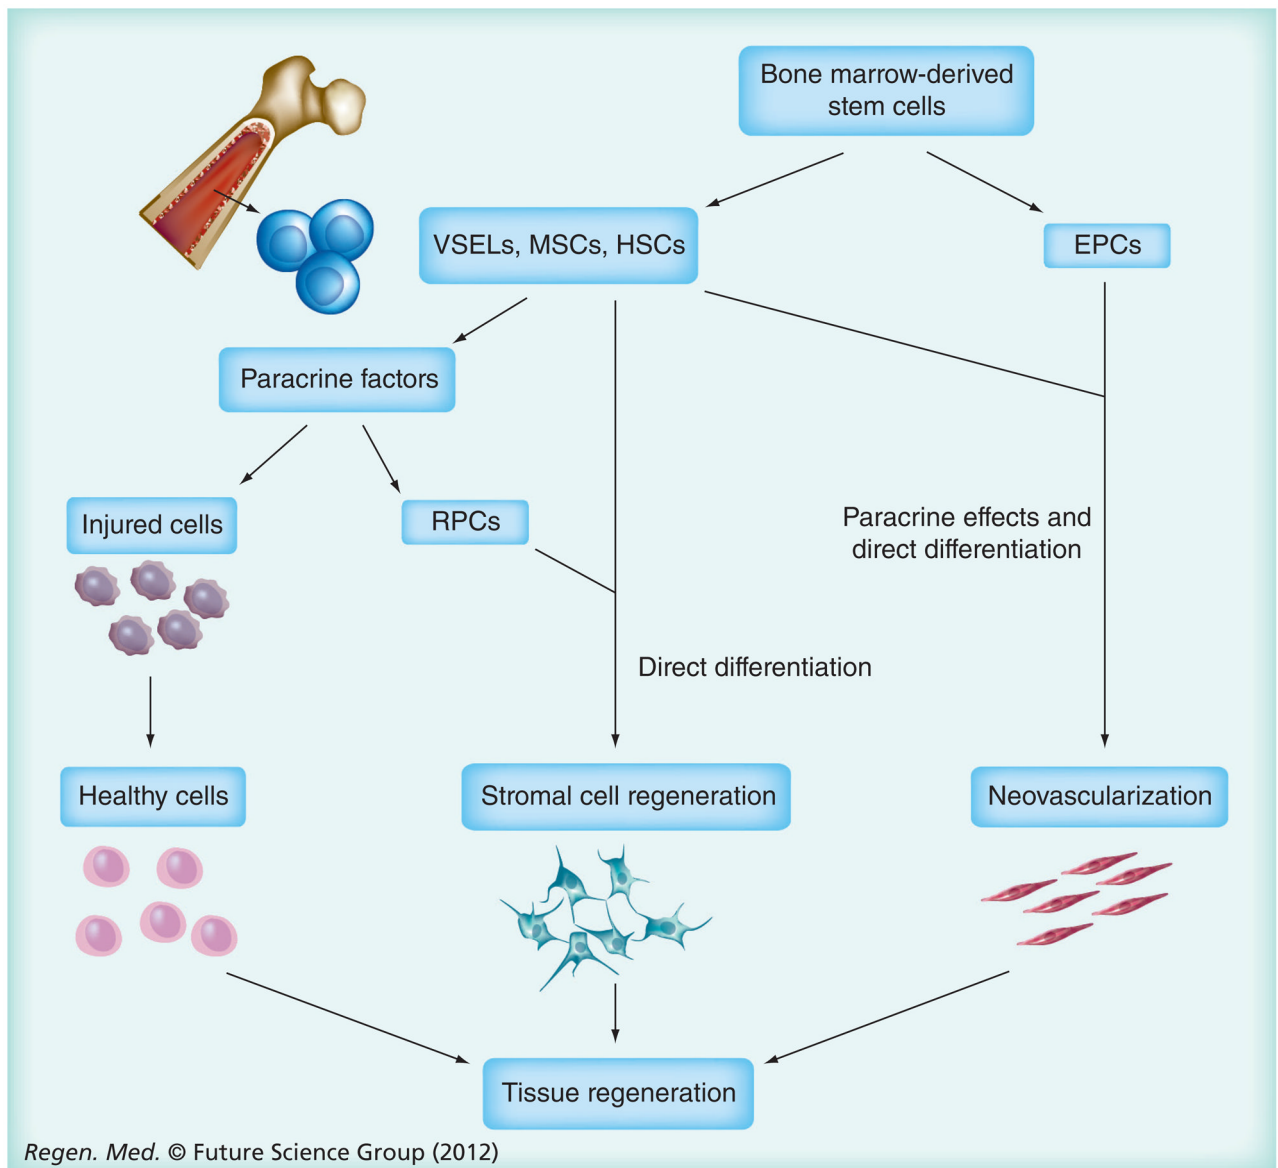 Bone marrow-derived
stem cells
VSELs, MSCs, HSCs
EPCs
Paracrine factors
Injured cells
RPCs
Paracrine effects and
direct differentiation
Direct differentiation
Healthy cells
Stromal cell regeneration
Neovascularization
Tissue regeneration
Regen. Med. © Future Science Group (2012)